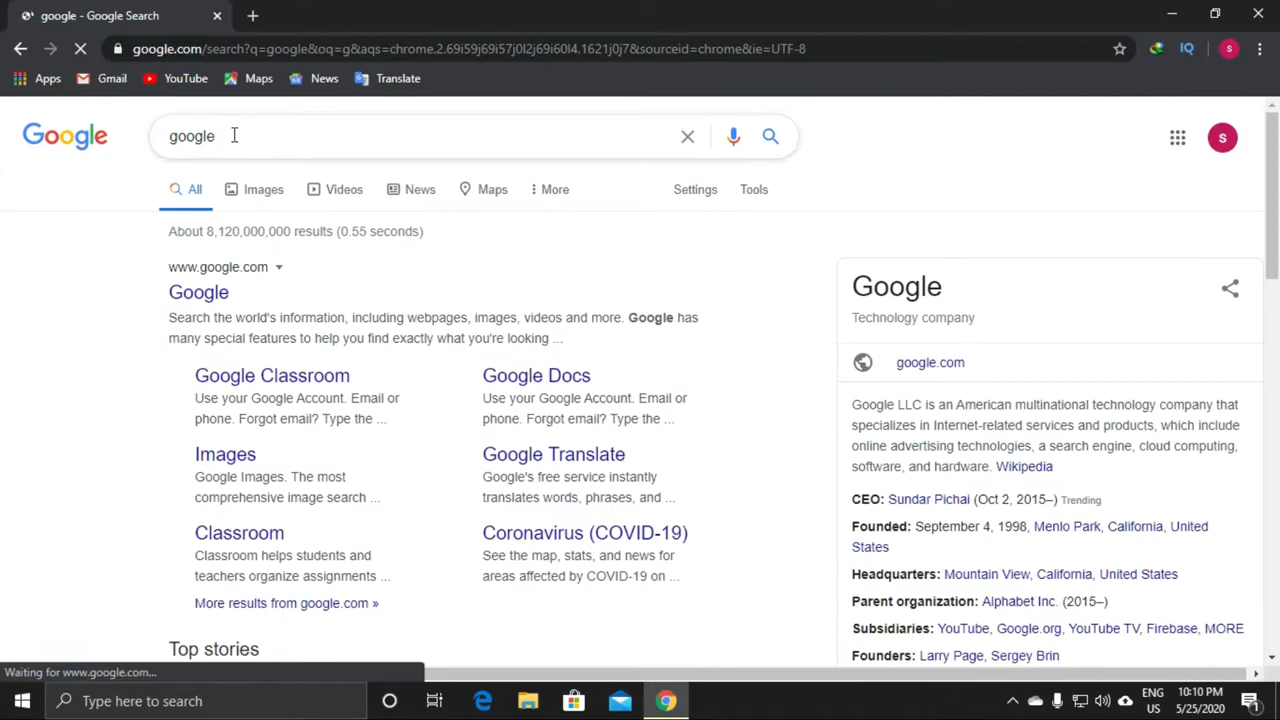 google - Google Search
google.com/search?q=google&oq=g&aqs=chrome.2.69i59j69i57j0l2j69i60l4.1621j0j7&sourceid=chrome&ie=UTF-8
IQ
s
Apps
Gmail
YouTube
Maps
News
Translate
Google
google
S
All
Images
Videos
News
Maps
More
Settings
Tools
About 8,120,000,000 results (0.55 seconds)
www.google.com
Google
Search the world's information, including webpages, images, videos and more. Google has
many special features to help you find exactly what you're looking ...
Google Classroom
Use your Google Account. Email or
phone. Forgot email? Type the ...
Google Docs
Use your Google Account. Email or
phone. Forgot email? Type the ...
Images
Google Images. The most
comprehensive image search ...
Google Translate
Google's free service instantly
translates words, phrases, and ...
Classroom
Classroom helps students and
teachers organize assignments ...
Coronavirus (COVID-19)
See the map, stats, and news for
areas affected by COVID-19 on ...
More results from google.com »
Top stories
Google
Technology company
google.com
Google LLC is an American multinational technology company that
specializes in Internet-related services and products, which include
online advertising technologies, a search engine, cloud computing,
software, and hardware. Wikipedia
CEO: Sundar Pichai (Oct 2, 2015–) Trending
Founded: September 4, 1998, Menlo Park, California, United
States
Headquarters: Mountain View, California, United States
Parent organization: Alphabet Inc. (2015–)
Subsidiaries: YouTube, Google.org, YouTube TV, Firebase, MORE
Founders: Larry Page, Sergey Brin
Waiting for www.google.com...
Type here to search
ENG
US
10:10 PM
5/25/2020
1